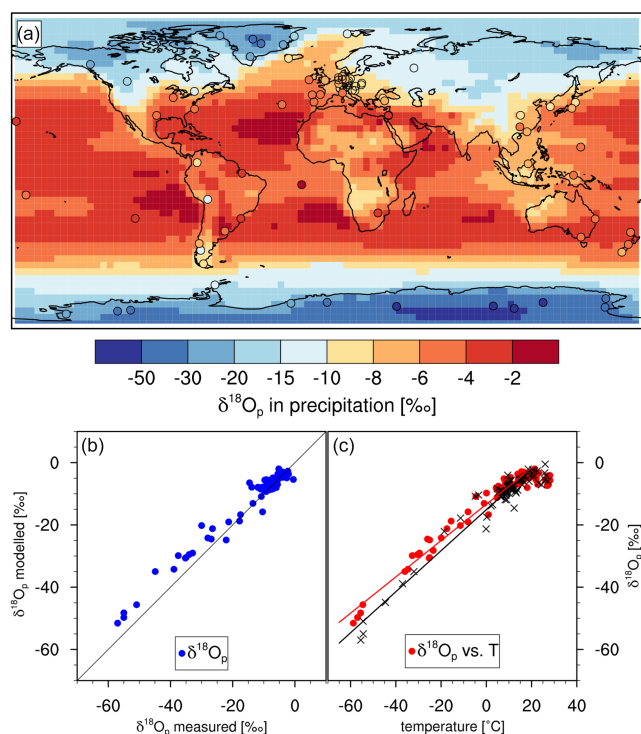 (a)
-50 -30 -20 -15 -10 -8 -6 -4 -2
δ¹⁸Oₚ in precipitation [‰]
(b)
(c)
0
-20
-40
-60
δ¹⁸Oₚ modelled [‰]
δ¹⁸Oₚ
-60 -40 -20 0
δ¹⁸Oₚ measured [‰]
δ¹⁸Oₚ vs. T
-60 -40 -20 0 20 40
temperature [°C]
0
-20
-40
-60
δ¹⁸Oₚ [‰]